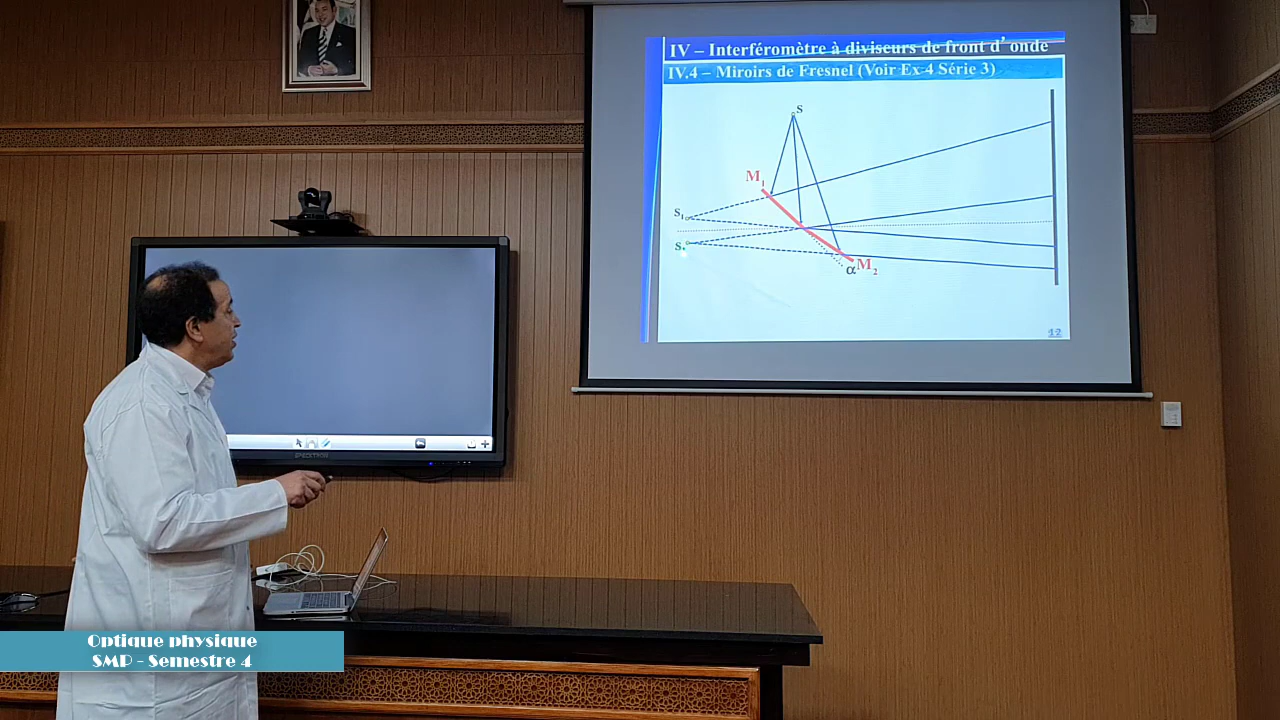 IV – Interféromètre à diviseurs de front d'onde
IV.4 – Miroirs de Fresnel (Voir Ex 4 Série 3)
S
M1
S1
S2
α
M2
12
SPECKTRON
Optique physique
SMP - Semestre 4